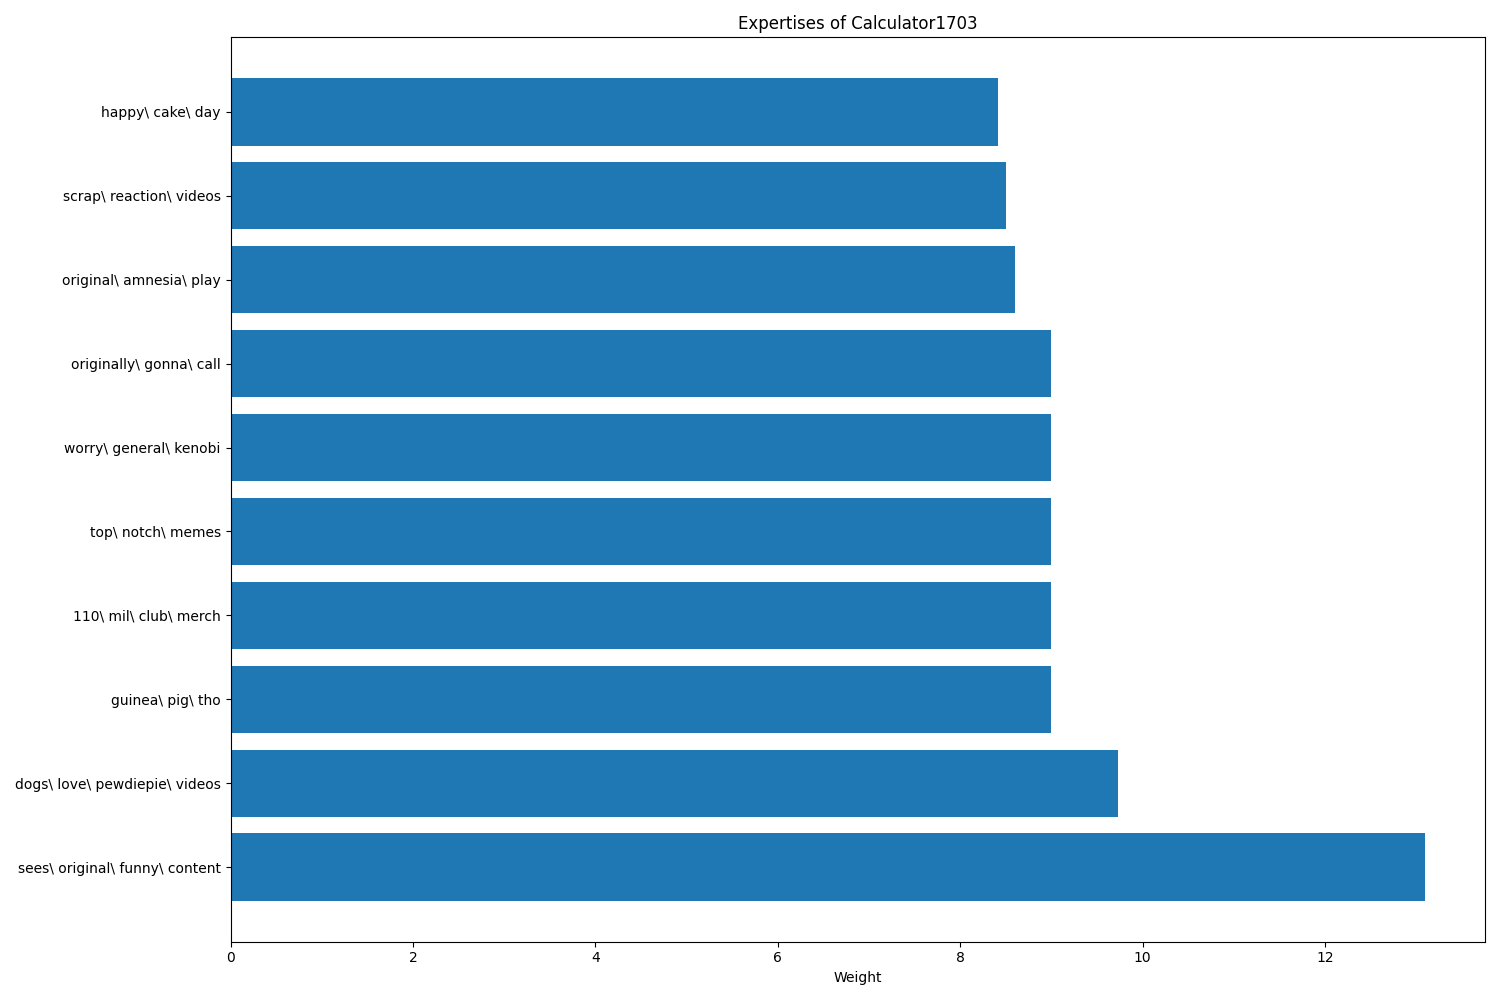 Expertises of Calculator1703
happy\ cake\ day
scrap\ reaction\ videos
original\ amnesia\ play
originally\ gonna\ call
worry\ general\ kenobi
top\ notch\ memes
110\ mil\ club\ merch
guinea\ pig\ tho
dogs\ love\ pewdiepie\ videos
sees\ original\ funny\ content
0 2 4 6 8 10 12
Weight